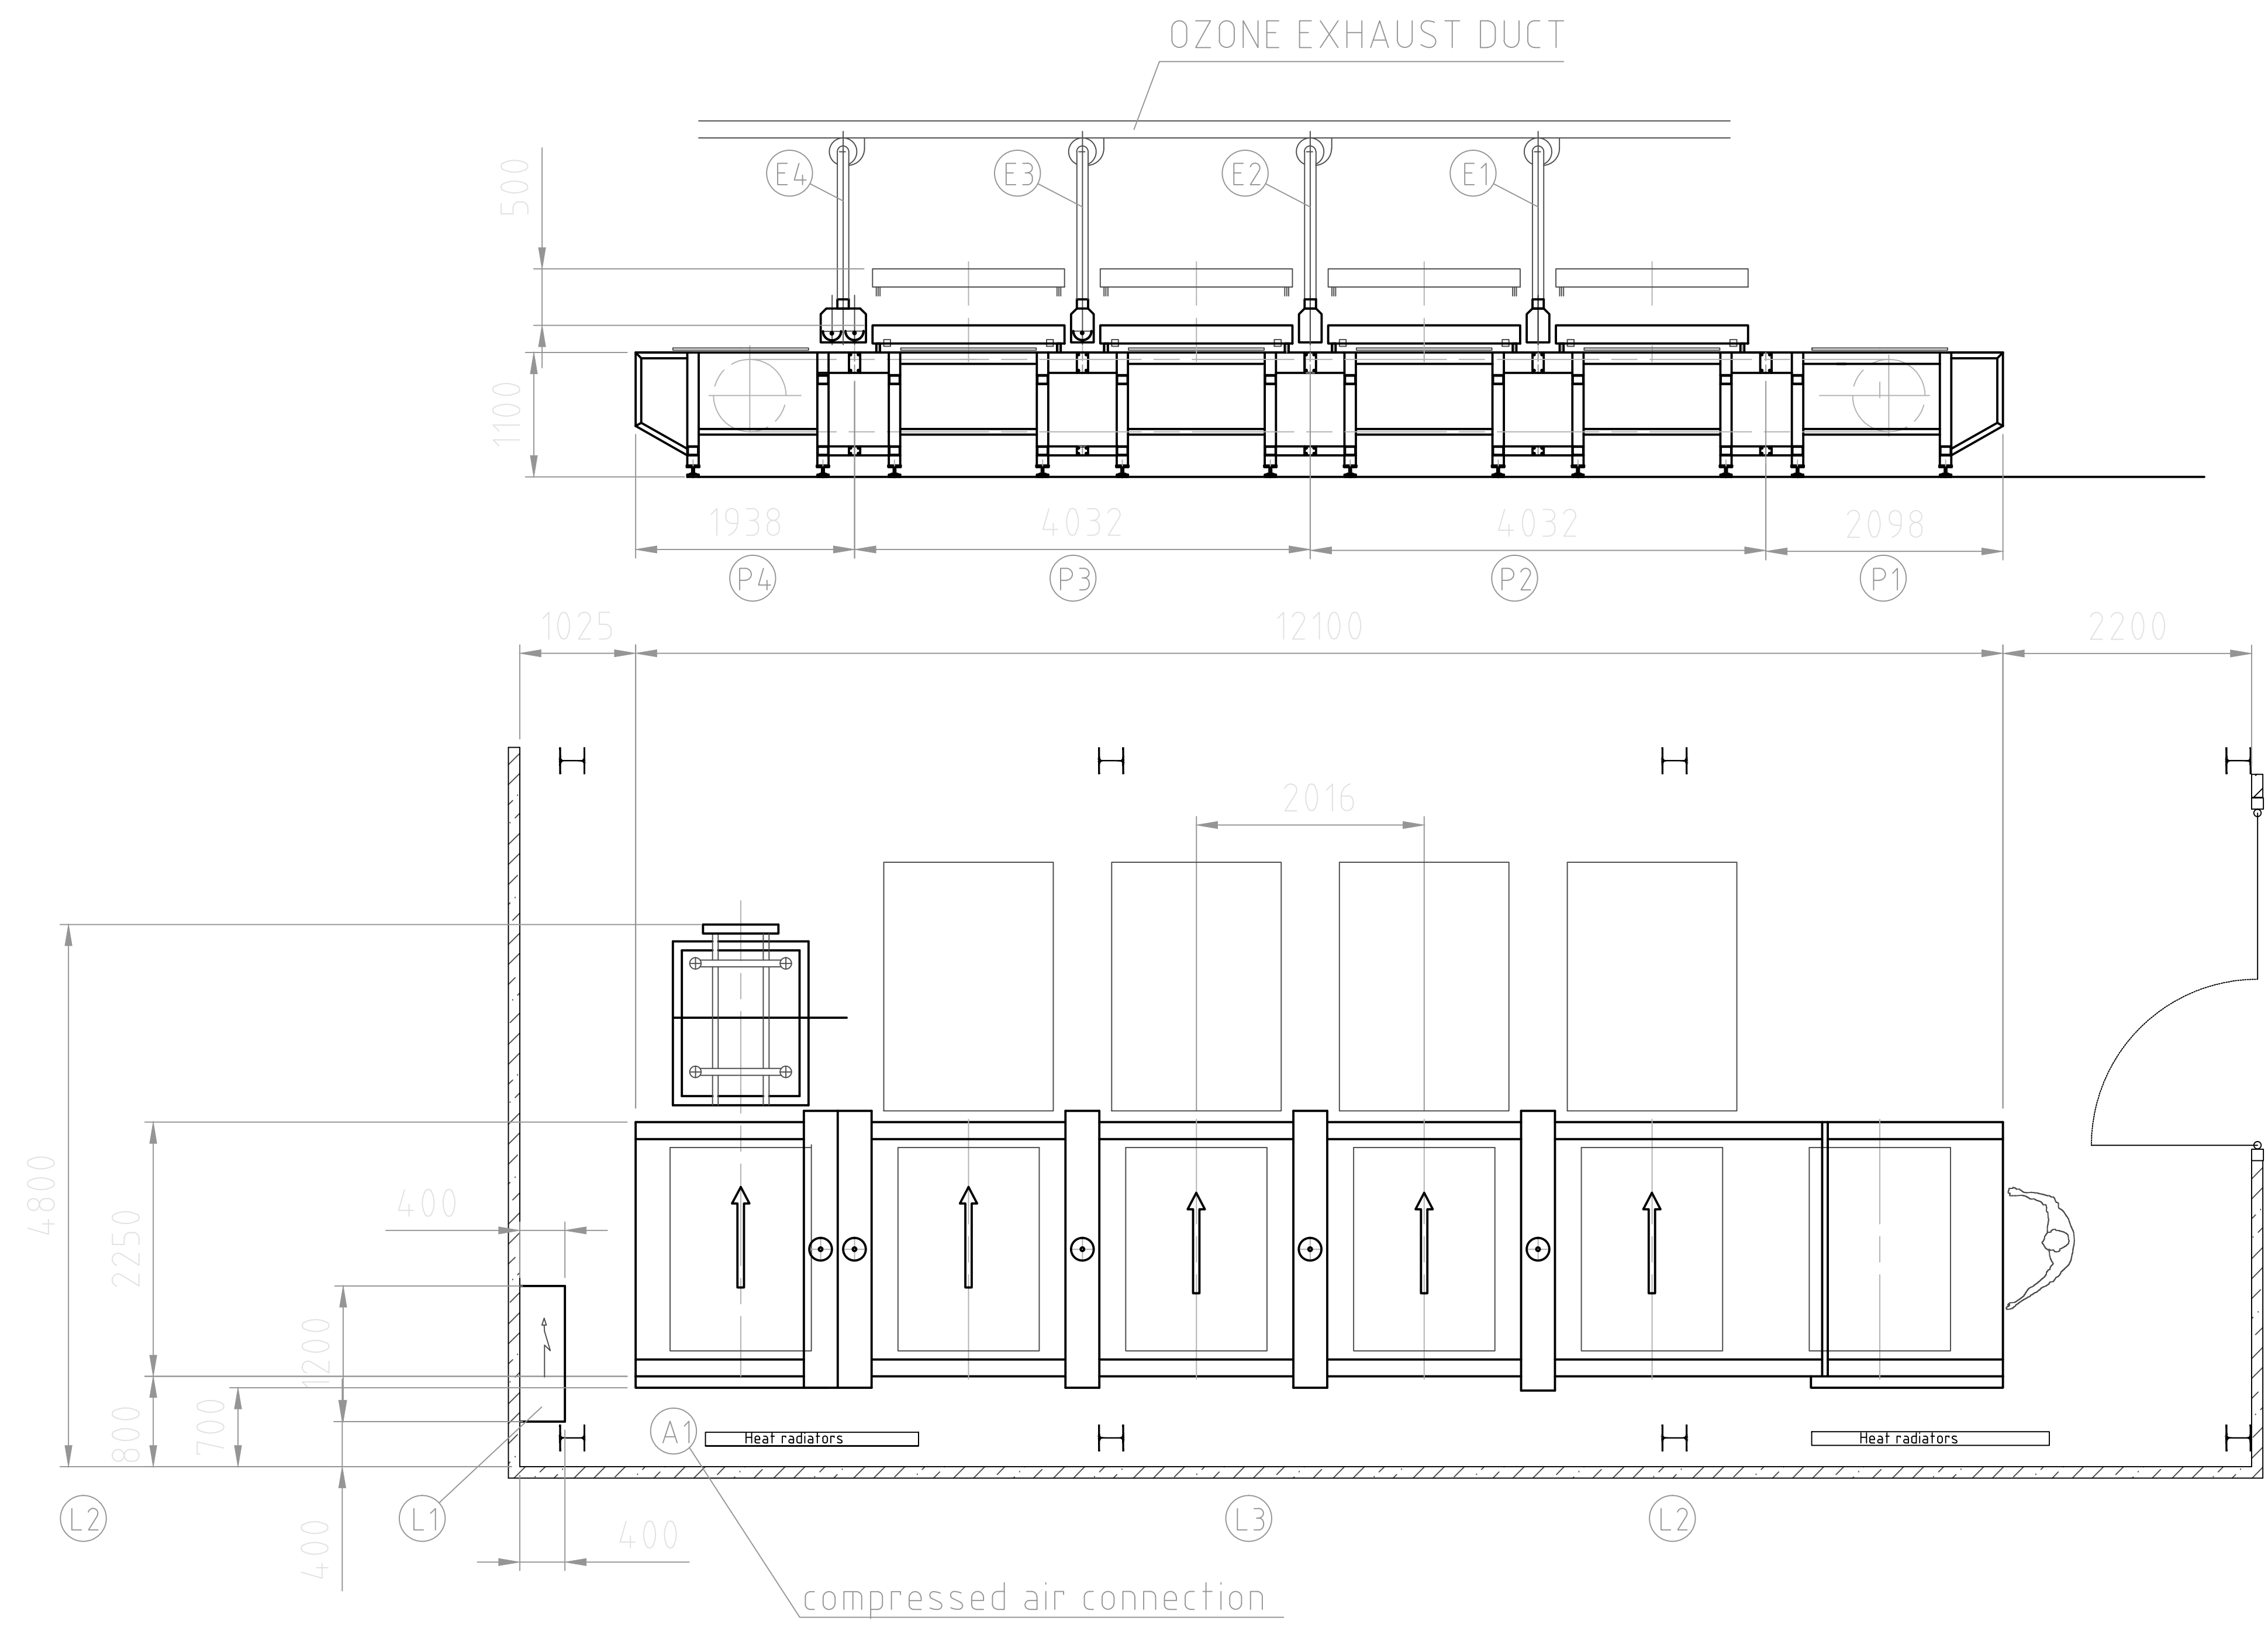 OZONE EXHAUST DUCT
E4
E3
E2
E1
500
1100
1938
4032
4032
2098
P4
P3
P2
P1
1025
12100
2200
2016
4800
2250
400
1200
800
700
A1
Heat radiators
Heat radiators
L2
L1
L3
L2
400
400
compressed air connection